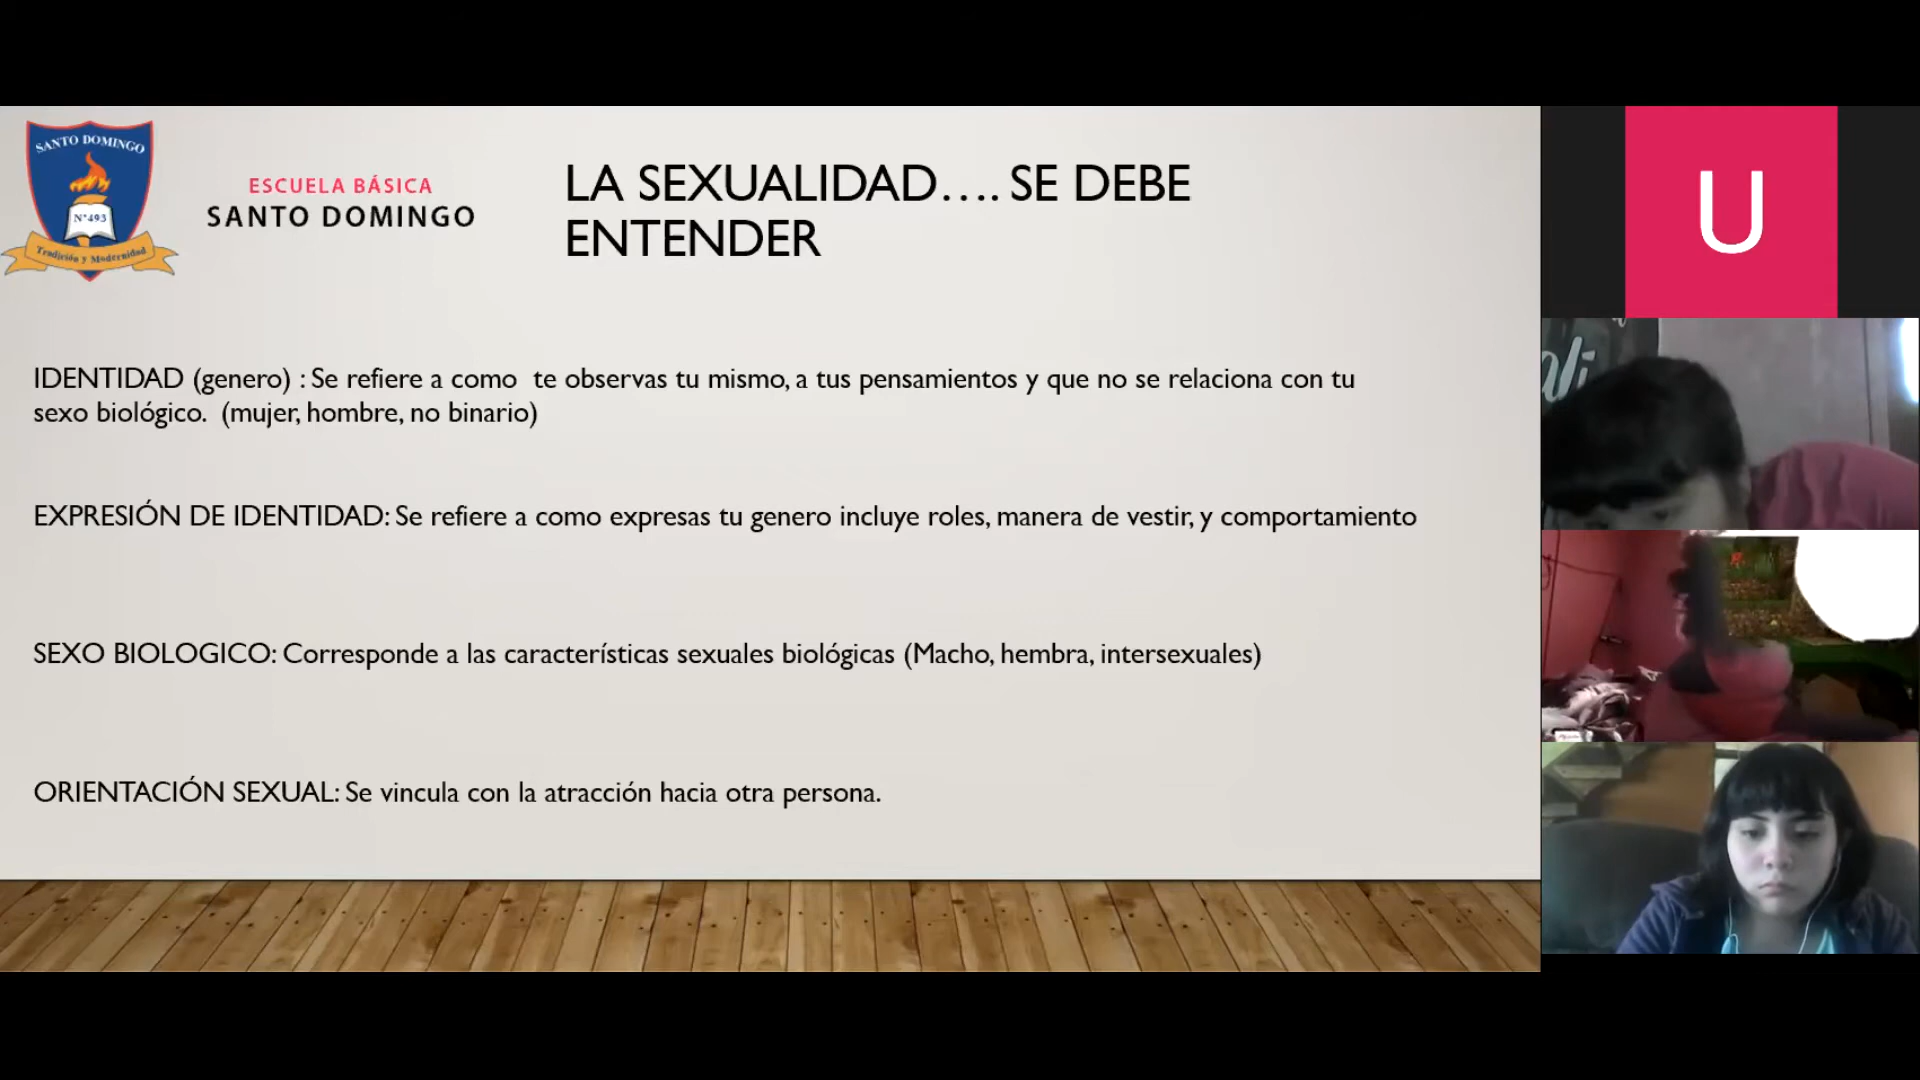 SANTO DOMINGO
N°493
Tradición y Modernidad
ESCUELA BÁSICA
SANTO DOMINGO
LA SEXUALIDAD.... SE DEBE
ENTENDER
IDENTIDAD (genero) : Se refiere a como  te observas tu mismo, a tus pensamientos y que no se relaciona con tu
sexo biológico.  (mujer, hombre, no binario)
EXPRESIÓN DE IDENTIDAD: Se refiere a como expresas tu genero incluye roles, manera de vestir, y comportamiento
SEXO BIOLOGICO: Corresponde a las características sexuales biológicas (Macho, hembra, intersexuales)
ORIENTACIÓN SEXUAL: Se vincula con la atracción hacia otra persona.
U